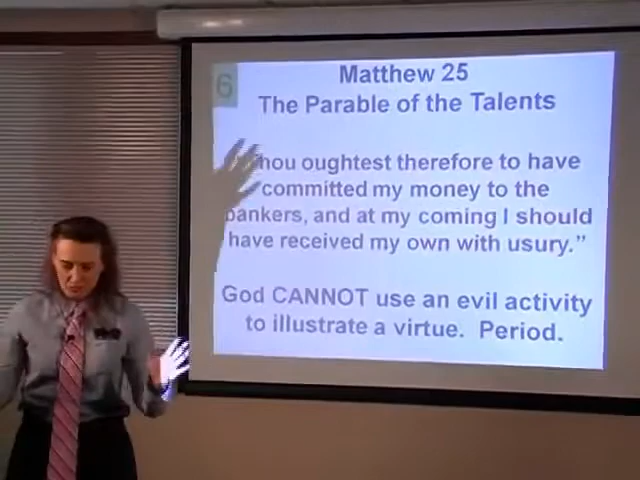 6
Matthew 25
The Parable of the Talents
hou oughtest therefore to have
committed my money to the
bankers, and at my coming I should
have received my own with usury.”
God CANNOT use an evil activity
to illustrate a virtue. Period.